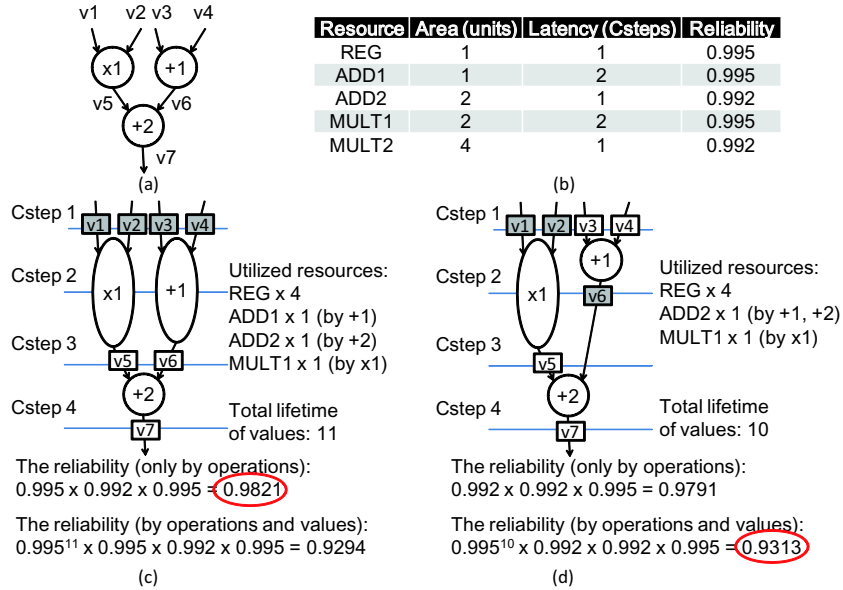 v1 v2 v3 v4
x1 +1
v5 v6
+2
v7
(a)
Resource Area (units) Latency (Csteps) Reliability
REG 1 1 0.995
ADD1 1 2 0.995
ADD2 2 1 0.992
MULT1 2 2 0.995
MULT2 4 1 0.992
(b)
Cstep 1
v1 v2 v3 v4
Cstep 2
x1 +1
Cstep 3
v5 v6
+2
Cstep 4
v7
Utilized resources:
REG x 4
ADD1 x 1 (by +1)
ADD2 x 1 (by +2)
MULT1 x 1 (by x1)
Total lifetime
of values: 11
The reliability (only by operations):
0.995 x 0.992 x 0.995 = 0.9821
The reliability (by operations and values):
0.995¹¹ x 0.995 x 0.992 x 0.995 = 0.9294
(c)
Cstep 1
v1 v2 v3 v4
+1
Cstep 2
x1 v6
Cstep 3
v5
+2
Cstep 4
v7
Utilized resources:
REG x 4
ADD2 x 1 (by +1, +2)
MULT1 x 1 (by x1)
Total lifetime
of values: 10
The reliability (only by operations):
0.992 x 0.992 x 0.995 = 0.9791
The reliability (by operations and values):
0.995¹⁰ x 0.992 x 0.992 x 0.995 = 0.9313
(d)